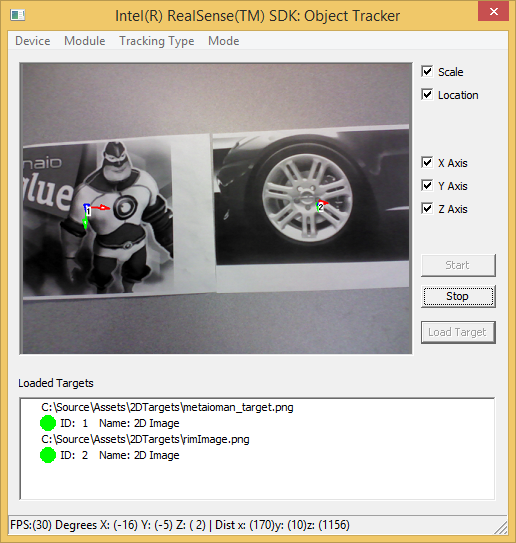 Intel(R) RealSense(TM) SDK: Object Tracker
Device Module Tracking Type Mode
Scale
Location
naio
lue
1
2
X Axis
Y Axis
Z Axis
Start
Stop
Load Target
Loaded Targets
C:\Source\Assets\2DTargets\metaioman_target.png
ID: 1 Name: 2D Image
C:\Source\Assets\2DTargets\rimImage.png
ID: 2 Name: 2D Image
FPS:(30) Degrees X: (-16) Y: (-5) Z: ( 2) | Dist x: (170)y: (10)z: (1156)